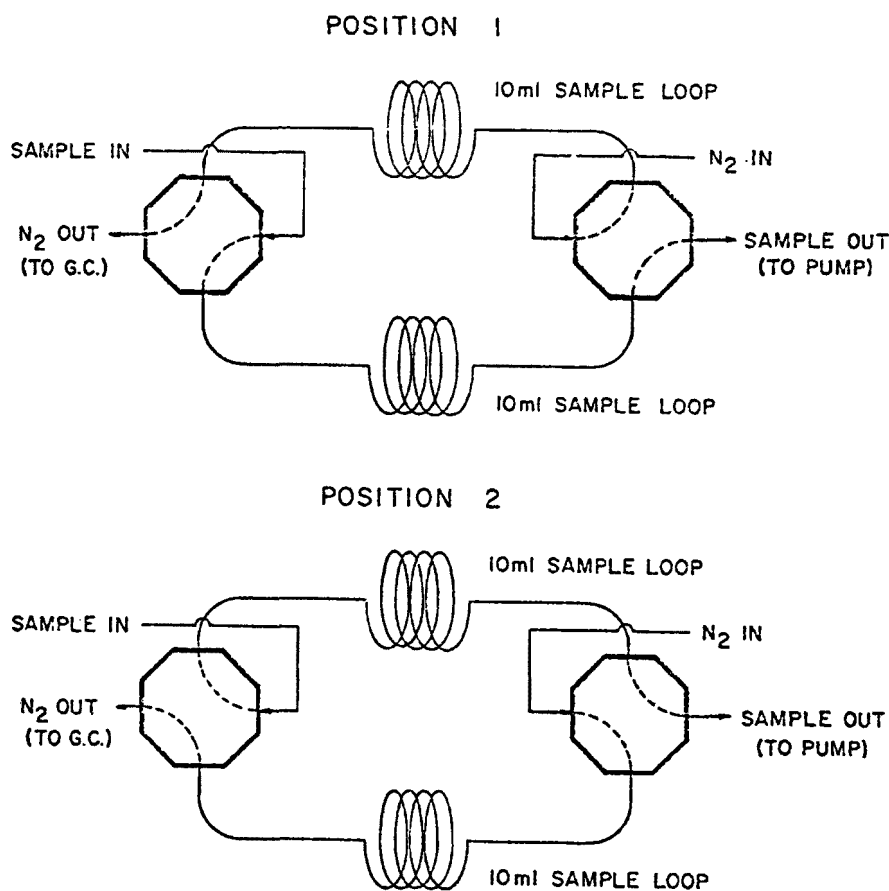 POSITION 1
10ml SAMPLE LOOP
SAMPLE IN
N2 IN
N2 OUT
(TO G.C.)
SAMPLE OUT
(TO PUMP)
10ml SAMPLE LOOP
POSITION 2
10ml SAMPLE LOOP
SAMPLE IN
N2 IN
N2 OUT
(TO G.C.)
SAMPLE OUT
(TO PUMP)
10ml SAMPLE LOOP